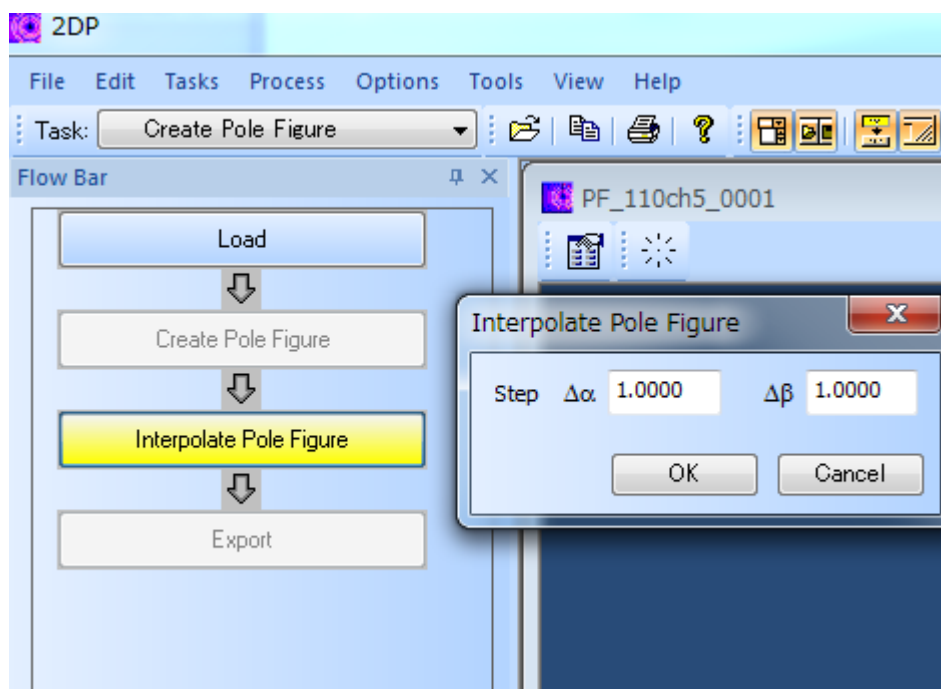 2DP
File Edit Tasks Process Options Tools View Help
Task: Create Pole Figure
Flow Bar
Load
Create Pole Figure
Interpolate Pole Figure
Export
PF_110ch5_0001
Interpolate Pole Figure
Step Δα 1.0000 Δβ 1.0000
OK Cancel